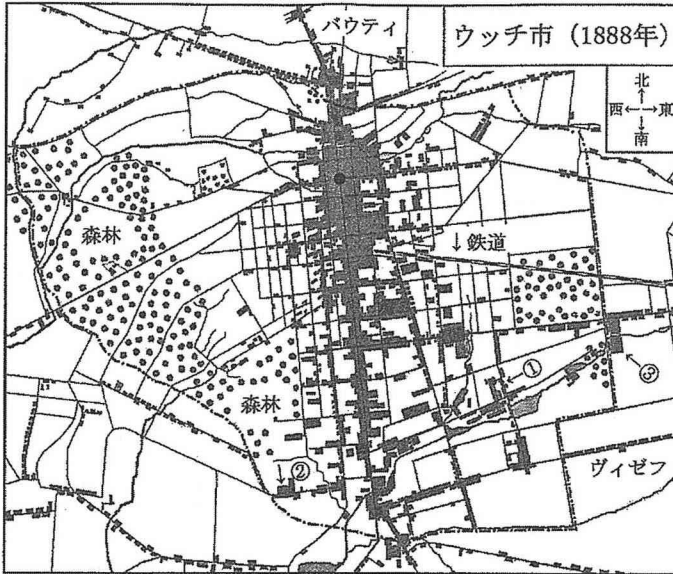 バウティ
ウッチ市（1888年）
北
西←→東
南
森林
↓鉄道
①
③
森林
②
ヴィゼフ